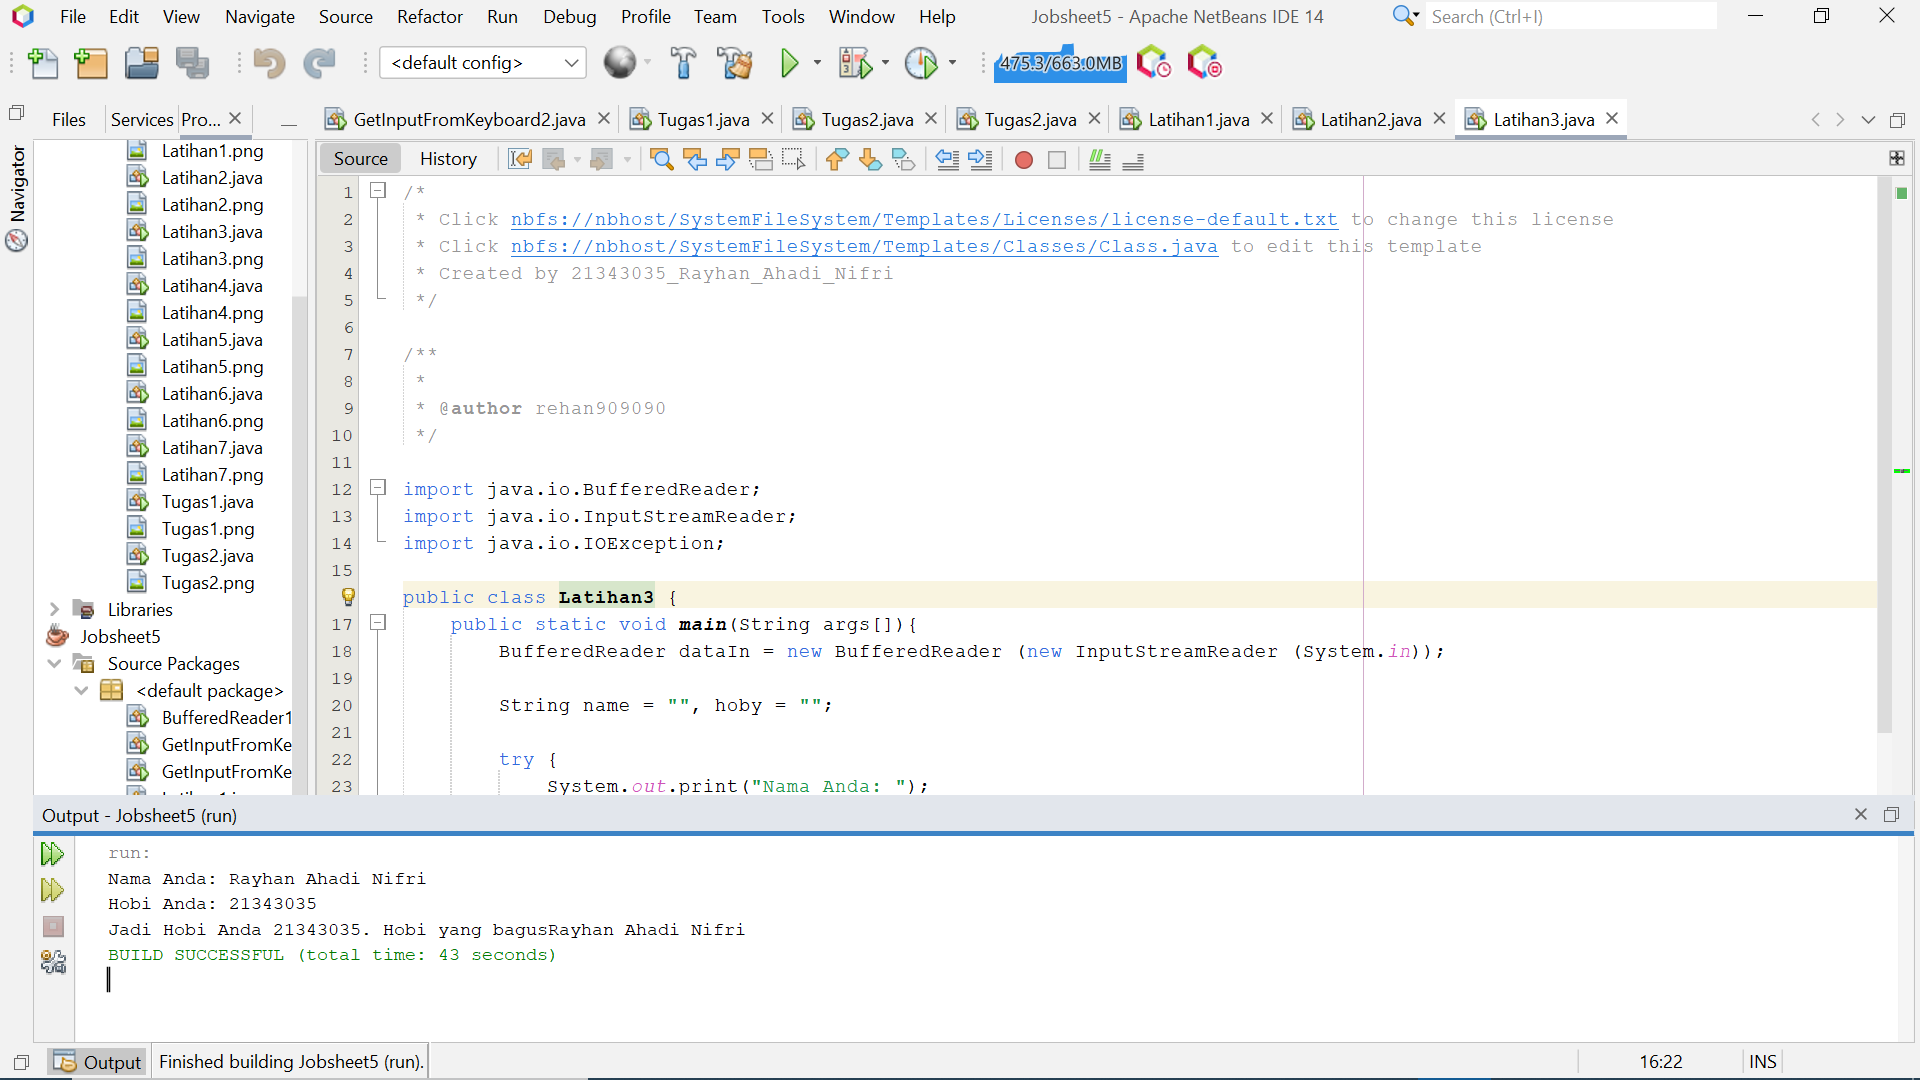 File Edit View Navigate Source Refactor Run Debug Profile Team Tools Window Help
Jobsheet5 - Apache NetBeans IDE 14
Search (Ctrl+I)
<default config>
475.3/663.0MB
Files Services Pro...
GetInputFromKeyboard2.java Tugas1.java Tugas2.java Tugas2.java Latihan1.java Latihan2.java Latihan3.java
Navigator
Source History
Latihan1.png
Latihan2.java
Latihan2.png
Latihan3.java
Latihan3.png
Latihan4.java
Latihan4.png
Latihan5.java
Latihan5.png
Latihan6.java
Latihan6.png
Latihan7.java
Latihan7.png
Tugas1.java
Tugas1.png
Tugas2.java
Tugas2.png
Libraries
Jobsheet5
Source Packages
<default package>
BufferedReader1
GetInputFromKe
GetInputFromKe
1 /*
2 * Click nbfs://nbhost/SystemFileSystem/Templates/Licenses/license-default.txt to change this license
3 * Click nbfs://nbhost/SystemFileSystem/Templates/Classes/Class.java to edit this template
4 * Created by 21343035_Rayhan_Ahadi_Nifri
5 */
6
7 /**
8 *
9 * @author rehan909090
10 */
11
12 import java.io.BufferedReader;
13 import java.io.InputStreamReader;
14 import java.io.IOException;
15
public class Latihan3 {
17 public static void main(String args[]){
18 BufferedReader dataIn = new BufferedReader (new InputStreamReader (System.in));
19
20 String name = "", hoby = "";
21
22 try {
23 System.out.print("Nama Anda: ");
Output - Jobsheet5 (run)
run:
Nama Anda: Rayhan Ahadi Nifri
Hobi Anda: 21343035
Jadi Hobi Anda 21343035. Hobi yang bagusRayhan Ahadi Nifri
BUILD SUCCESSFUL (total time: 43 seconds)
Output
Finished building Jobsheet5 (run).
16:22 INS